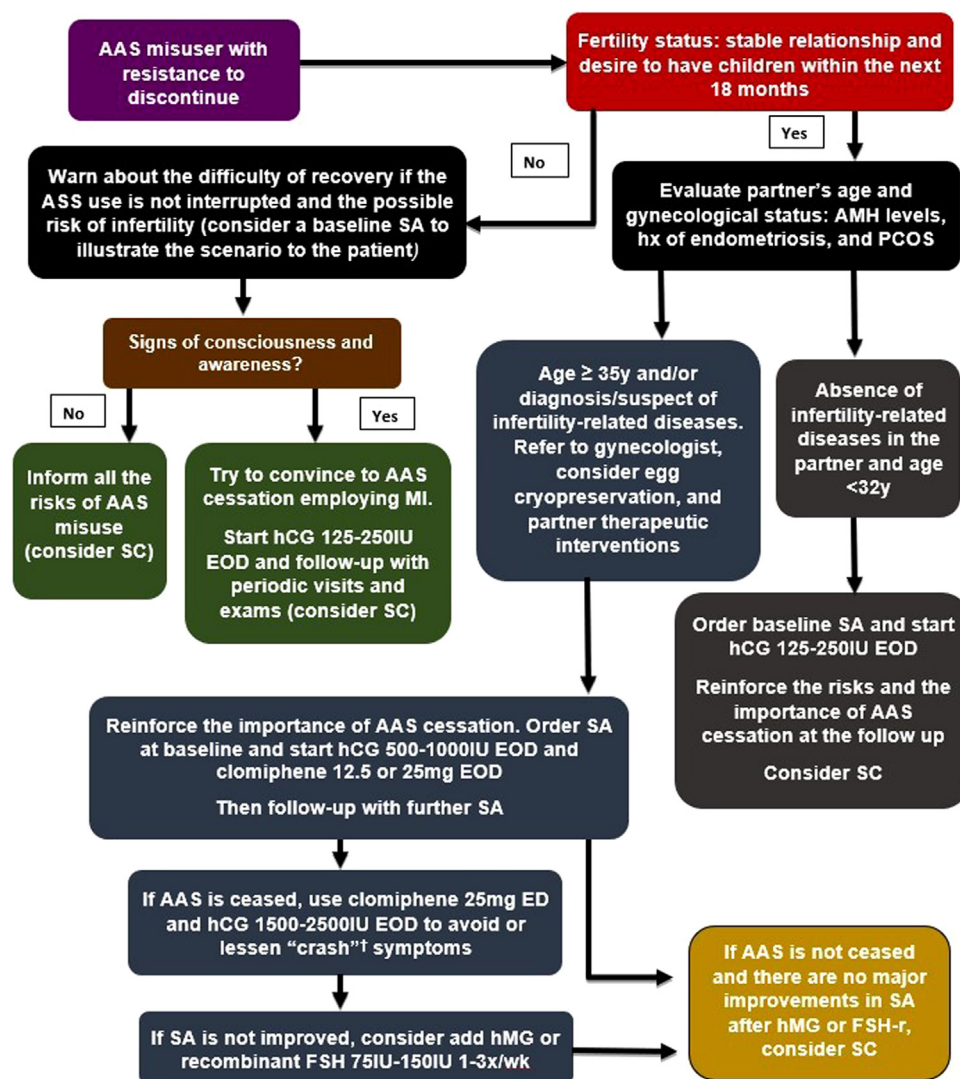 AAS misuser with
resistance to
discontinue
Fertility status: stable relationship and
desire to have children within the next
18 months
No
Yes
Warn about the difficulty of recovery if the
ASS use is not interrupted and the possible
risk of infertility (consider a baseline SA to
illustrate the scenario to the patient)
Evaluate partner's age and
gynecological status: AMH levels,
hx of endometriosis, and PCOS
Signs of consciousness and
awareness?
No
Yes
Inform all the
risks of AAS
misuse
(consider SC)
Try to convince to AAS
cessation employing MI.
Start hCG 125-250IU
EOD and follow-up with
periodic visits and
exams (consider SC)
Age ≥ 35y and/or
diagnosis/suspect of
infertility-related diseases.
Refer to gynecologist,
consider egg
cryopreservation, and
partner therapeutic
interventions
Absence of
infertility-related
diseases in the
partner and age
<32y
Order baseline SA and start
hCG 125-250IU EOD
Reinforce the risks and the
importance of AAS
cessation at the follow up
Consider SC
Reinforce the importance of AAS cessation. Order SA
at baseline and start hCG 500-1000IU EOD and
clomiphene 12.5 or 25mg EOD
Then follow-up with further SA
If AAS is ceased, use clomiphene 25mg ED
and hCG 1500-2500IU EOD to avoid or
lessen “crash”† symptoms
If SA is not improved, consider add hMG or
recombinant FSH 75IU-150IU 1-3x/wk
If AAS is not ceased
and there are no major
improvements in SA
after hMG or FSH-r,
consider SC